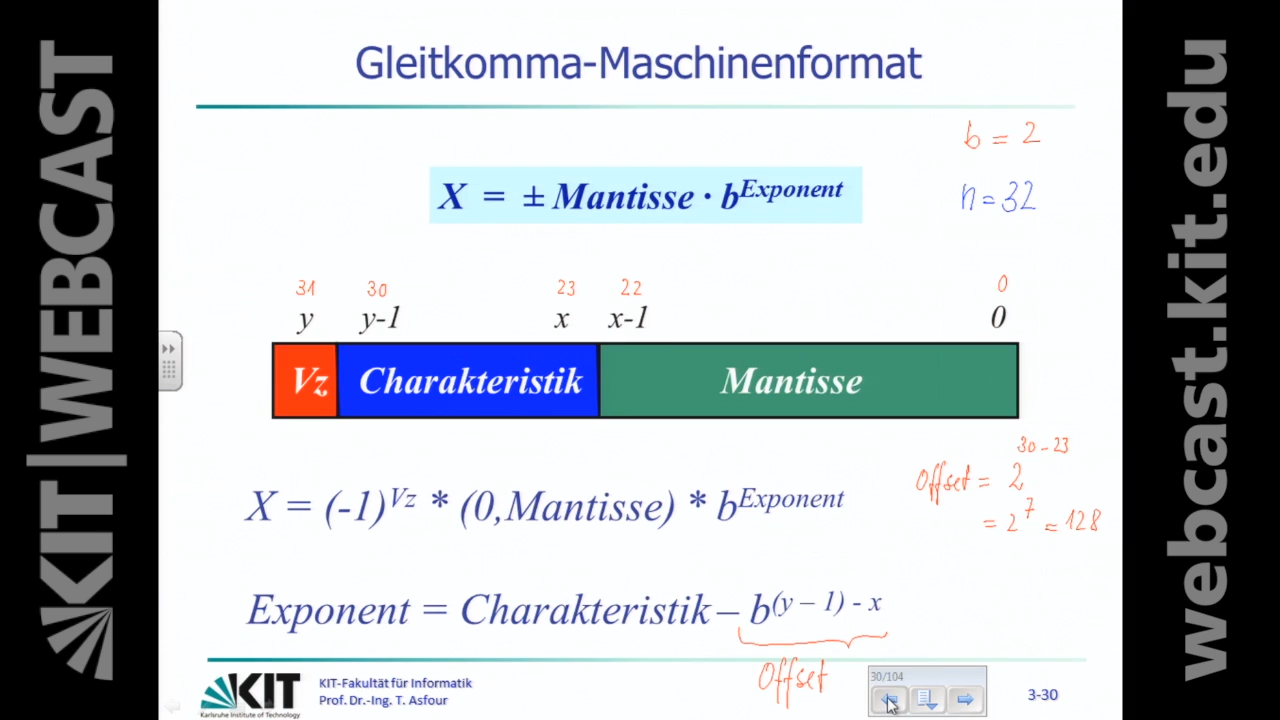 KIT|WEBCAST
webcast.kit.edu
Gleitkomma-Maschinenformat
b = 2
X = ± Mantisse · b^Exponent
n = 32
31 30 23 22 0
y y-1 x x-1 0
Vz Charakteristik Mantisse
Offset = 2^30-23
= 2^7 = 128
X = (-1)^Vz * (0,Mantisse) * b^Exponent
Exponent = Charakteristik – b^(y – 1) - x
Offset
30/104
KIT
Karlsruhe Institute of Technology
KIT-Fakultät für Informatik
Prof. Dr.-Ing. T. Asfour
3-30